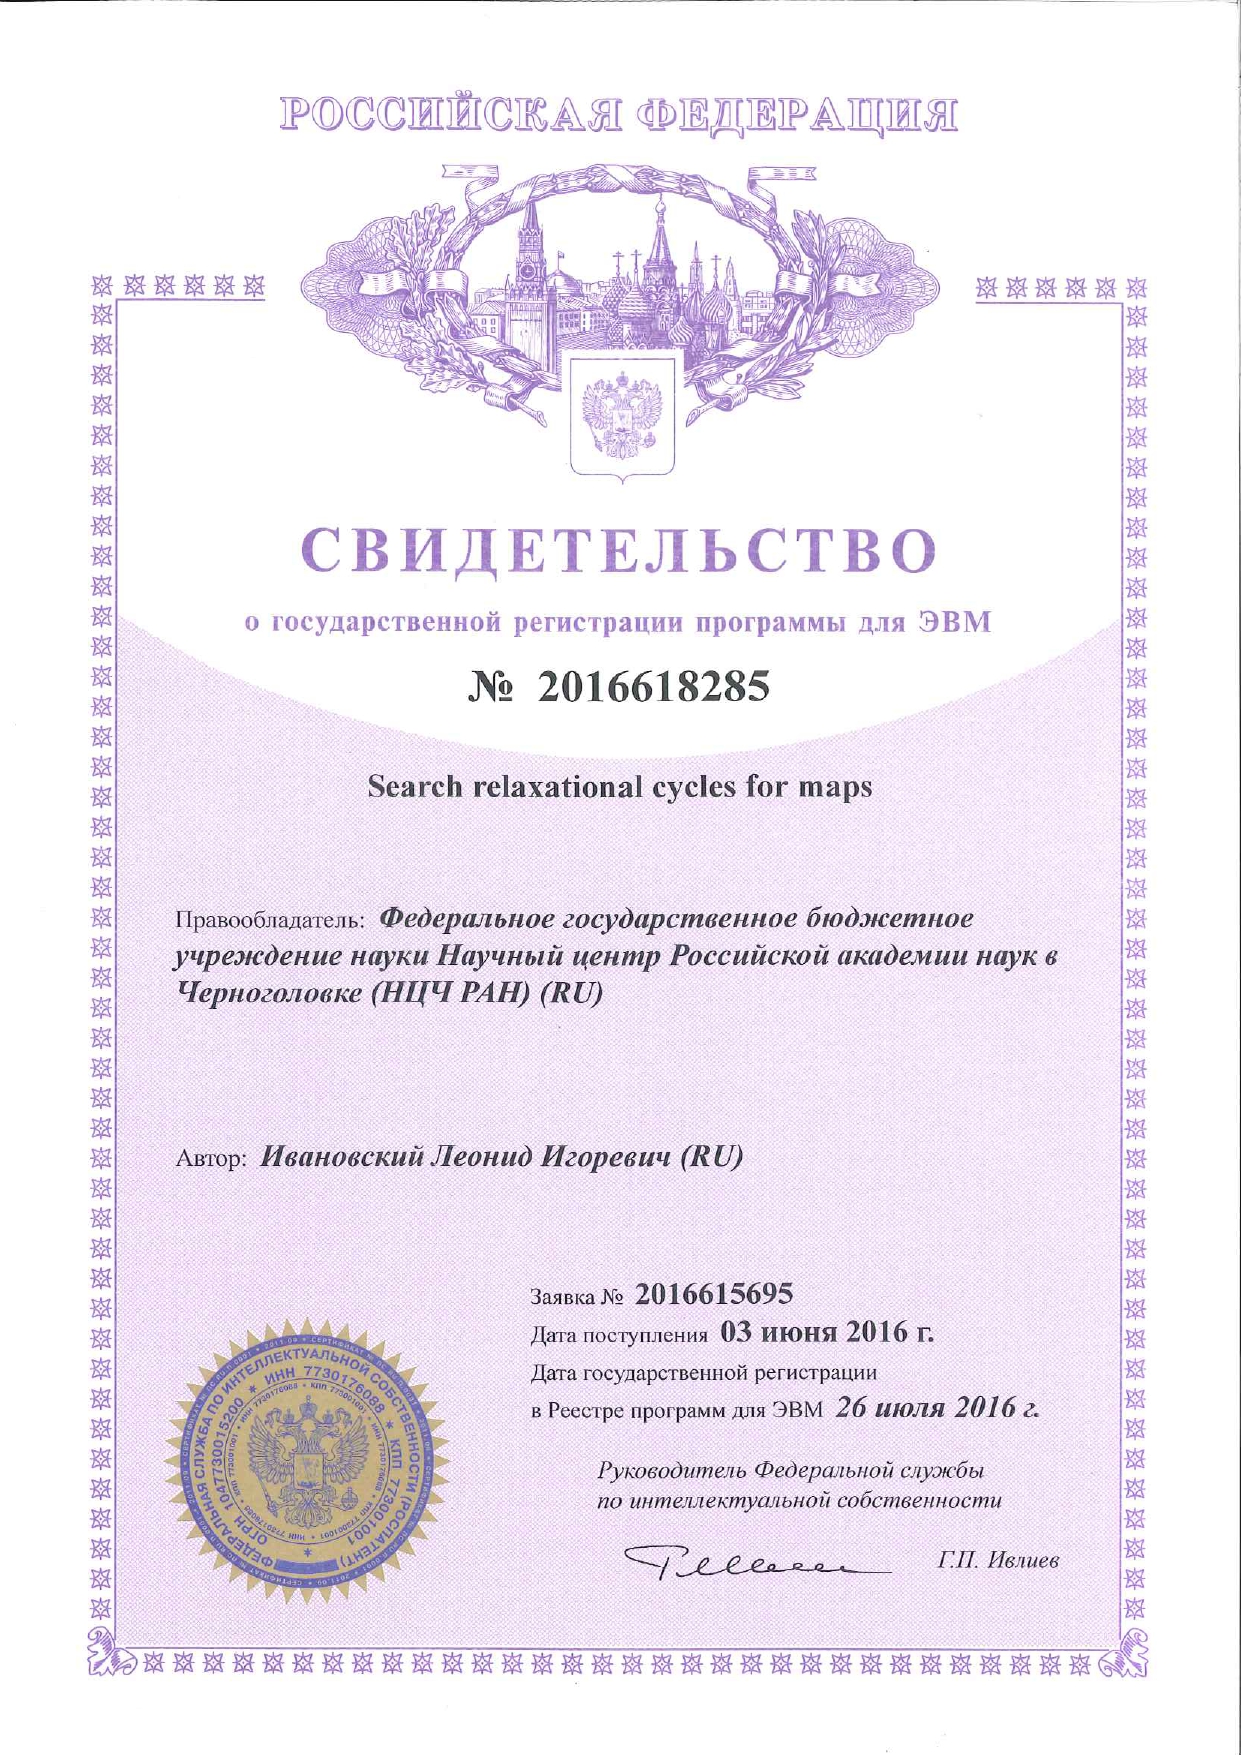 РОССИЙСКАЯ ФЕДЕРАЦИЯ
СВИДЕТЕЛЬСТВО
о государственной регистрации программы для ЭВМ
№ 2016618285
Search relaxational cycles for maps
Правообладатель: Федеральное государственное бюджетное
учреждение науки Научный центр Российской академии наук в
Черноголовке (НЦЧ РАН) (RU)
Автор: Ивановский Леонид Игоревич (RU)
Заявка № 2016615695
Дата поступления 03 июня 2016 г.
Дата государственной регистрации
в Реестре программ для ЭВМ 26 июля 2016 г.
Руководитель Федеральной службы
по интеллектуальной собственности
Г.П. Ивлиев
ФЕДЕРАЛЬНАЯ СЛУЖБА ПО ИНТЕЛЛЕКТУАЛЬНОЙ СОБСТВЕННОСТИ (РОСПАТЕНТ)
ОГРН 1047730015200 * ИНН 7730176088 * КПП 773001001